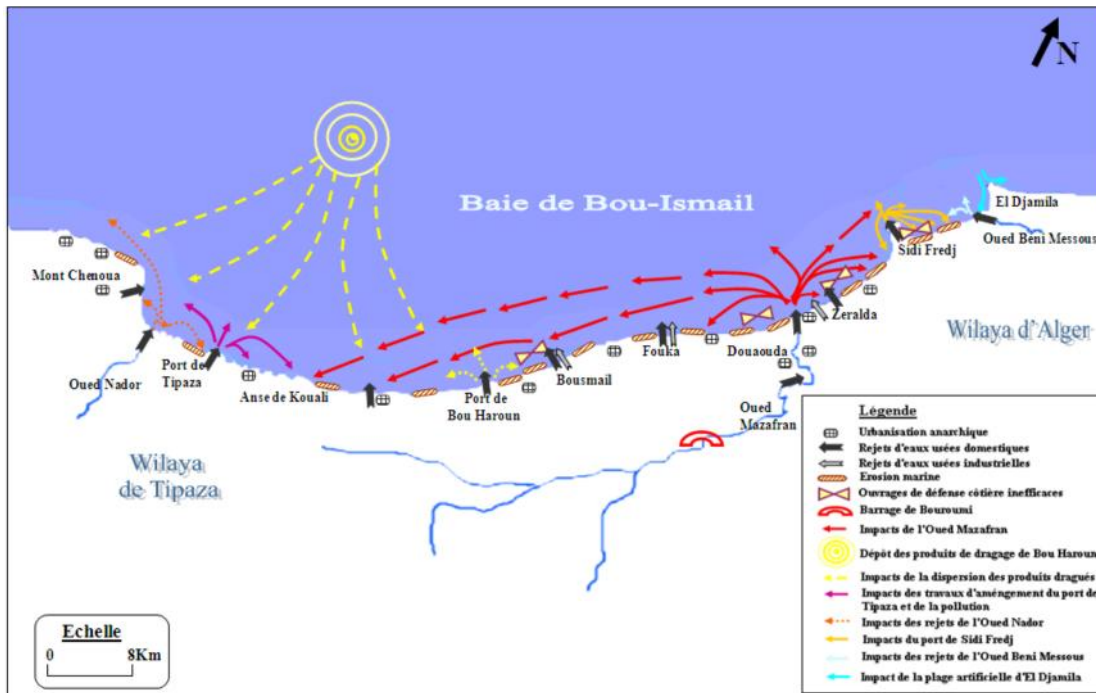 N
Baie de Bou-Ismail
El Djamila
Oued Beni Messous
Sidi Fredj
Mont Chenoua
Zeralda
Wilaya d'Alger
Fouka
Douaouda
Port de
Tipaza
Oued Nador
Anse de Kouali
Bousmail
Port de
Bou Haroun
Oued
Mazafran
Wilaya
de Tipaza
Echelle
0 8Km
Légende
Urbanisation anarchique
Rejets d'eaux usées domestiques
Rejets d'eaux usées industrielles
Erosion marine
Ouvrages de défense côtière inefficaces
Barrage de Bouroumi
Impacts de l'Oued Mazafran
Dépôt des produits de dragage de Bou Haroun
Impacts de la dispersion des produits dragués
Impacts des travaux d'améngement du port de
Tipaza et de la pollution
Impacts des rejets de l'Oued Nador
Impacts du port de Sidi Fredj
Impacts des rejets de l'Oued Beni Messous
Impact de la plage artificielle d'El Djamila